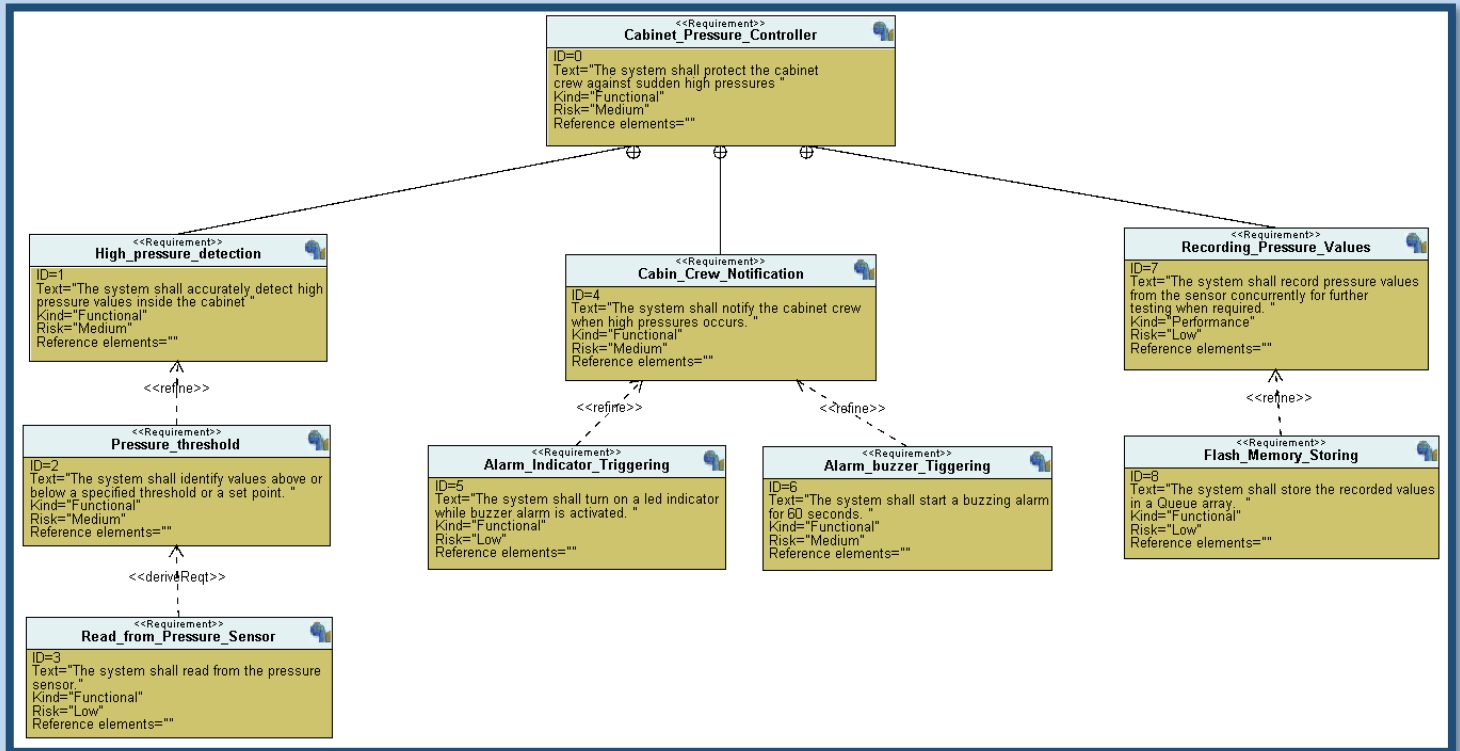 <<Requirement>>
Cabinet_Pressure_Controller
ID=0
Text="The system shall protect the cabinet
crew against sudden high pressures "
Kind="Functional"
Risk="Medium"
Reference elements=""
<<Requirement>>
High_pressure_detection
ID=1
Text="The system shall accurately detect high
pressure values inside the cabinet "
Kind="Functional"
Risk="Medium"
Reference elements=""
<<Requirement>>
Cabin_Crew_Notification
ID=4
Text="The system shall notify the cabinet crew
when high pressures occurs. "
Kind="Functional"
Risk="Medium"
Reference elements=""
<<Requirement>>
Recording_Pressure_Values
ID=7
Text="The system shall record pressure values
from the sensor concurrently for further
testing when required. "
Kind="Performance"
Risk="Low"
Reference elements=""
<<refine>>
<<refine>>
<<refine>>
<<refine>>
<<Requirement>>
Pressure_threshold
ID=2
Text="The system shall identify values above or
below a specified threshold or a set point. "
Kind="Functional"
Risk="Medium"
Reference elements=""
<<Requirement>>
Alarm_Indicator_Triggering
ID=5
Text="The system shall turn on a led indicator
while buzzer alarm is activated. "
Kind="Functional"
Risk="Low"
Reference elements=""
<<Requirement>>
Alarm_buzzer_Tiggering
ID=6
Text="The system shall start a buzzing alarm
for 60 seconds. "
Kind="Functional"
Risk="Medium"
Reference elements=""
<<Requirement>>
Flash_Memory_Storing
ID=8
Text="The system shall store the recorded values
in a Queue array. "
Kind="Functional"
Risk="Low"
Reference elements=""
<<deriveReqt>>
<<Requirement>>
Read_from_Pressure_Sensor
ID=3
Text="The system shall read from the pressure
sensor."
Kind="Functional"
Risk="Low"
Reference elements=""